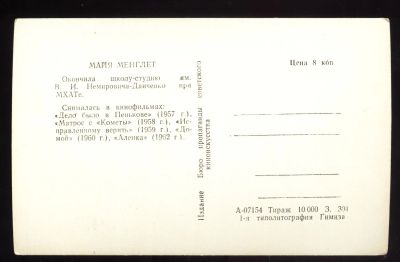 МАЙЯ МЕНГЛЕТ
Окончила школу-студию им.
В. И. Немировича-Данченко при
МХАТе.
Снималась в кинофильмах:
«Дело было в Пенькове» (1957 г.),
«Матрос с «Кометы» (1958 г.), «Ис-
правленному верить» (1959 г.), «До-
мой» (1960 г.), «Аленка» (1962 г.).
Издание Бюро пропаганды советского
киноискусства
Цена 8 коп.
А-07154 Тираж 10 000 З. 304
1-я типолитография Гимиза